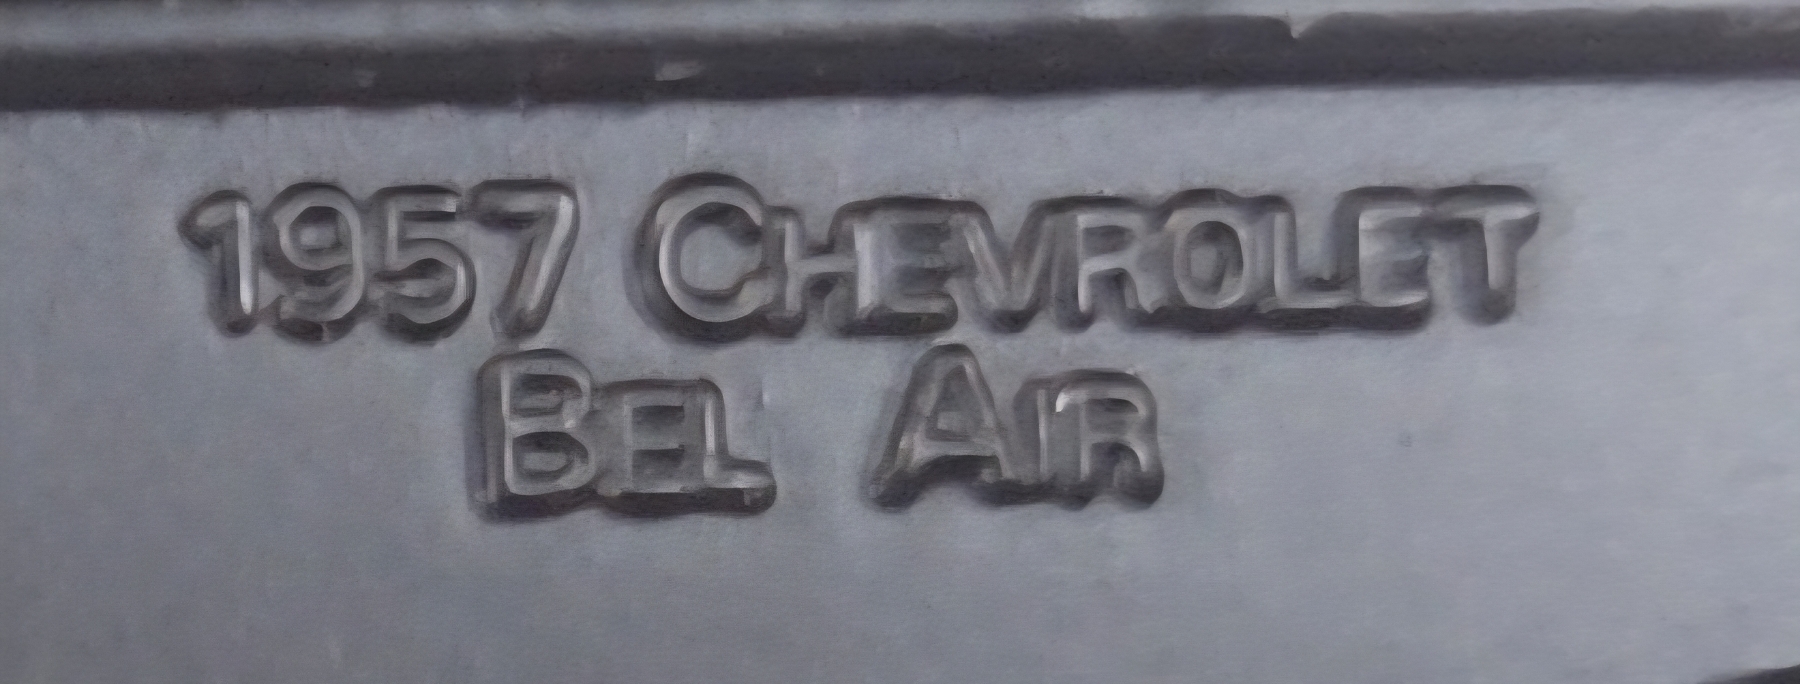 1957 CHEVROLET
BEL AIR